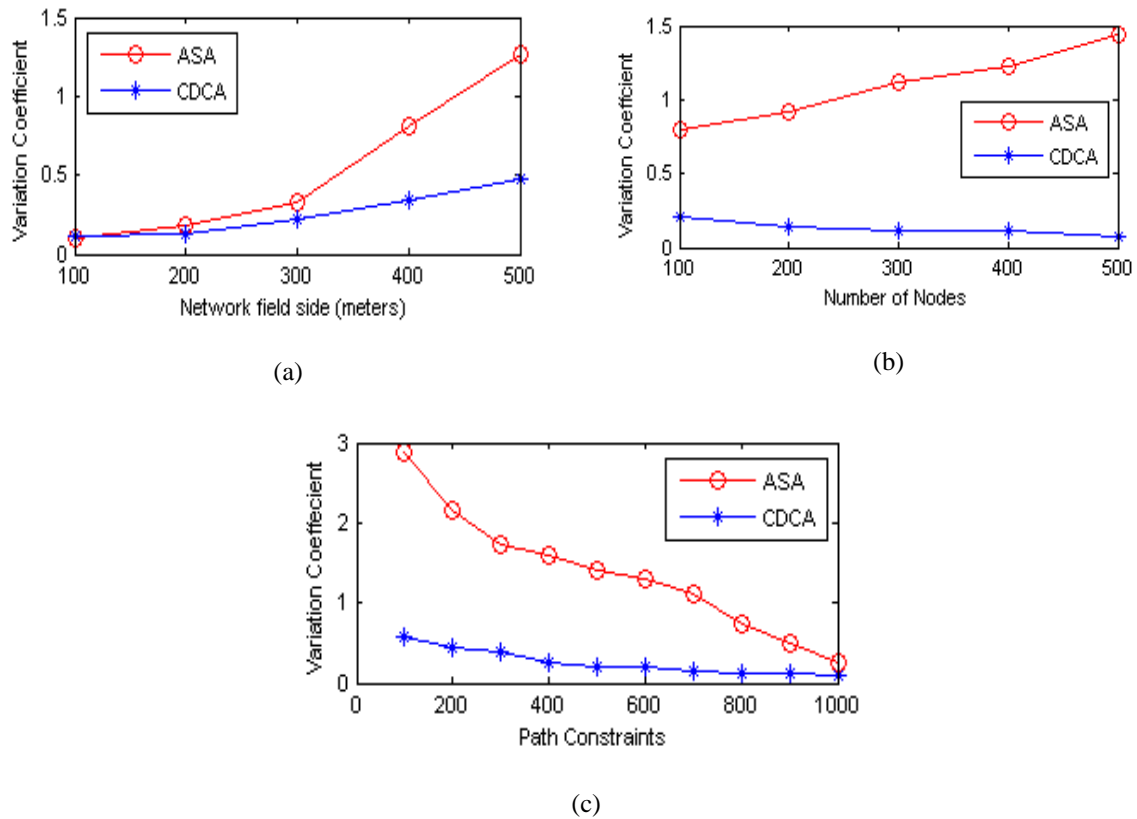 1.5
1
0.5
0
Variation Coefficient
ASA
CDCA
100 200 300 400 500
Network field side (meters)
(a)
1.5
1
0.5
0
Variation Coefficient
ASA
CDCA
100 200 300 400 500
Number of Nodes
(b)
3
2
1
0
Variation Coeffecient
ASA
CDCA
0 200 400 600 800 1000
Path Constraints
(c)